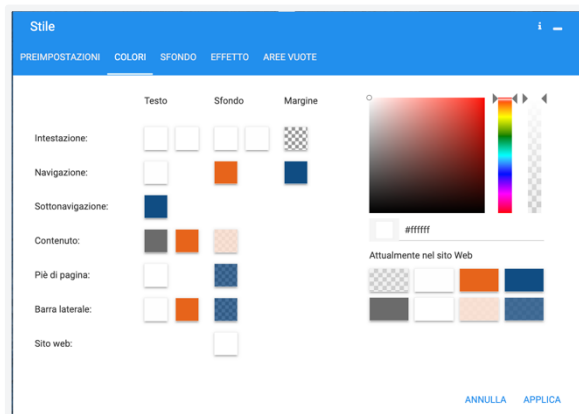 Stile
PREIMPOSTAZIONI COLORI SFONDO EFFETTO AREE VUOTE
Testo Sfondo Margine
Intestazione:
Navigazione:
Sottonavigazione:
Contenuto:
#ffffff
Attualmente nel sito Web
Piè di pagina:
Barra laterale:
Sito web:
ANNULLA APPLICA